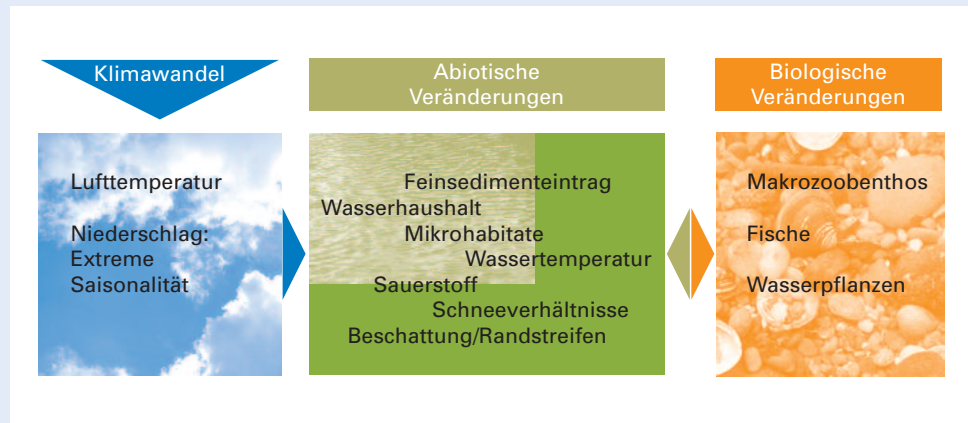 Klimawandel
Abiotische
Veränderungen
Biologische
Veränderungen
Lufttemperatur
Niederschlag:
Extreme
Saisonalität
Feinsedimenteintrag
Wasserhaushalt
Mikrohabitate
Wassertemperatur
Sauerstoff
Schneeverhältnisse
Beschattung/Randstreifen
Makrozoobenthos
Fische
Wasserpflanzen